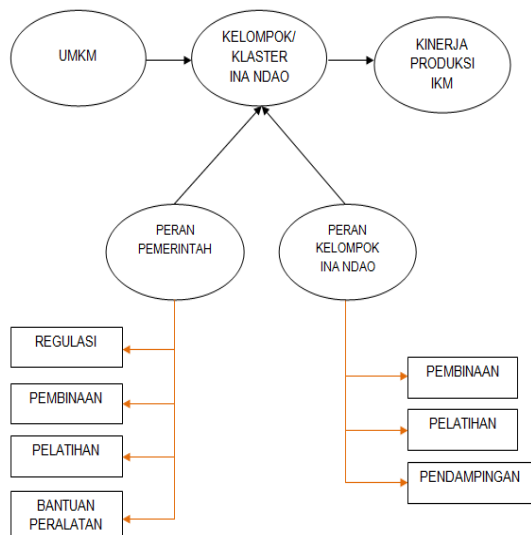 UMKM
KELOMPOK/
KLASTER
INA NDAO
KINERJA
PRODUKSI
IKM
PERAN
PEMERINTAH
PERAN
KELOMPOK
INA NDAO
REGULASI
PEMBINAAN
PELATIHAN
BANTUAN
PERALATAN
PEMBINAAN
PELATIHAN
PENDAMPINGAN